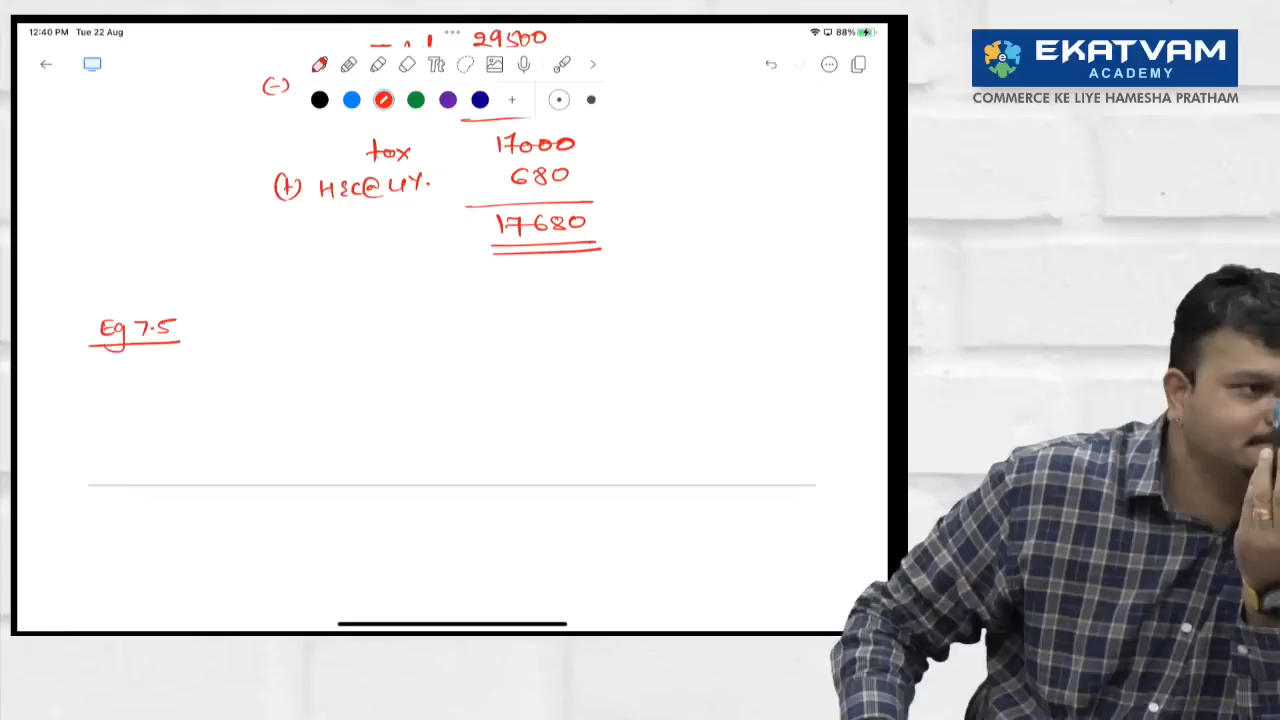 12:40 PM Tue 22 Aug
88%
29500
(-)
tax 17000
(+) H&EC@4%. 680
17680
Eg 7.5
EKATVAM
ACADEMY
COMMERCE KE LIYE HAMESHA PRATHAM